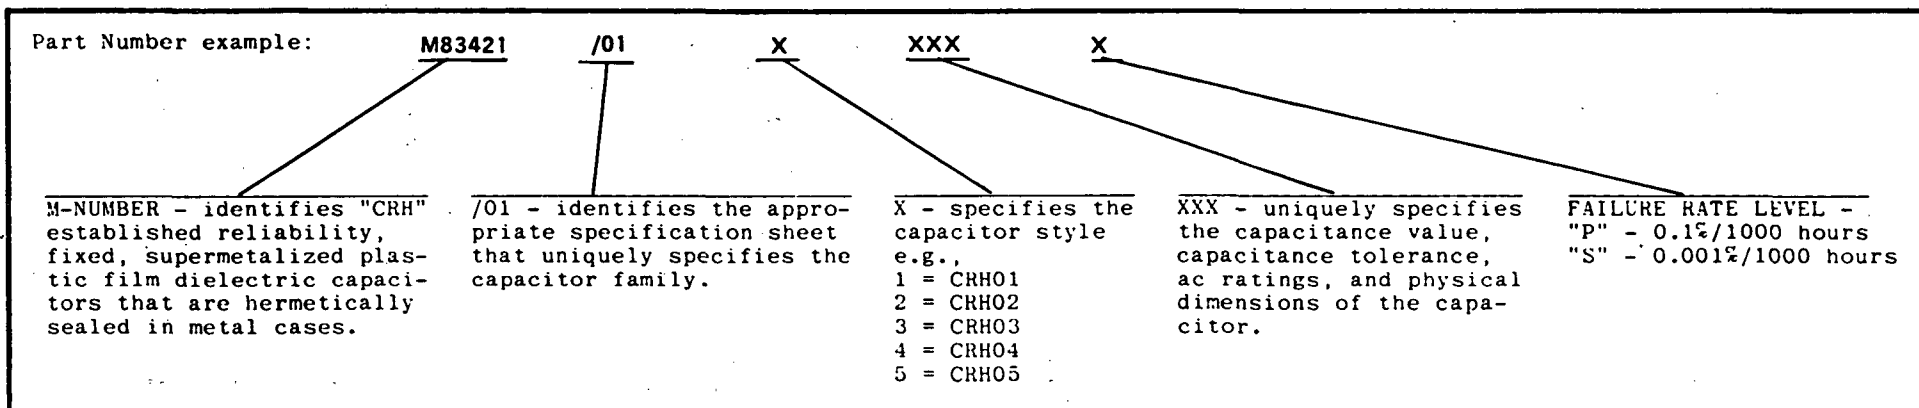 Part Number example: M83421 /01 X XXX X
M-NUMBER - identifies "CRH"
established reliability,
fixed, supermetalized plas-
tic film dielectric capaci-
tors that are hermetically
sealed in metal cases.
/01 - identifies the appro-
priate specification sheet
that uniquely specifies the
capacitor family.
X - specifies the
capacitor style
e.g.,
1 = CRH01
2 = CRH02
3 = CRH03
4 = CRH04
5 = CRH05
XXX - uniquely specifies
the capacitance value,
capacitance tolerance,
ac ratings, and physical
dimensions of the capa-
citor.
FAILURE RATE LEVEL -
"P" - 0.1%/1000 hours
"S" - 0.001%/1000 hours